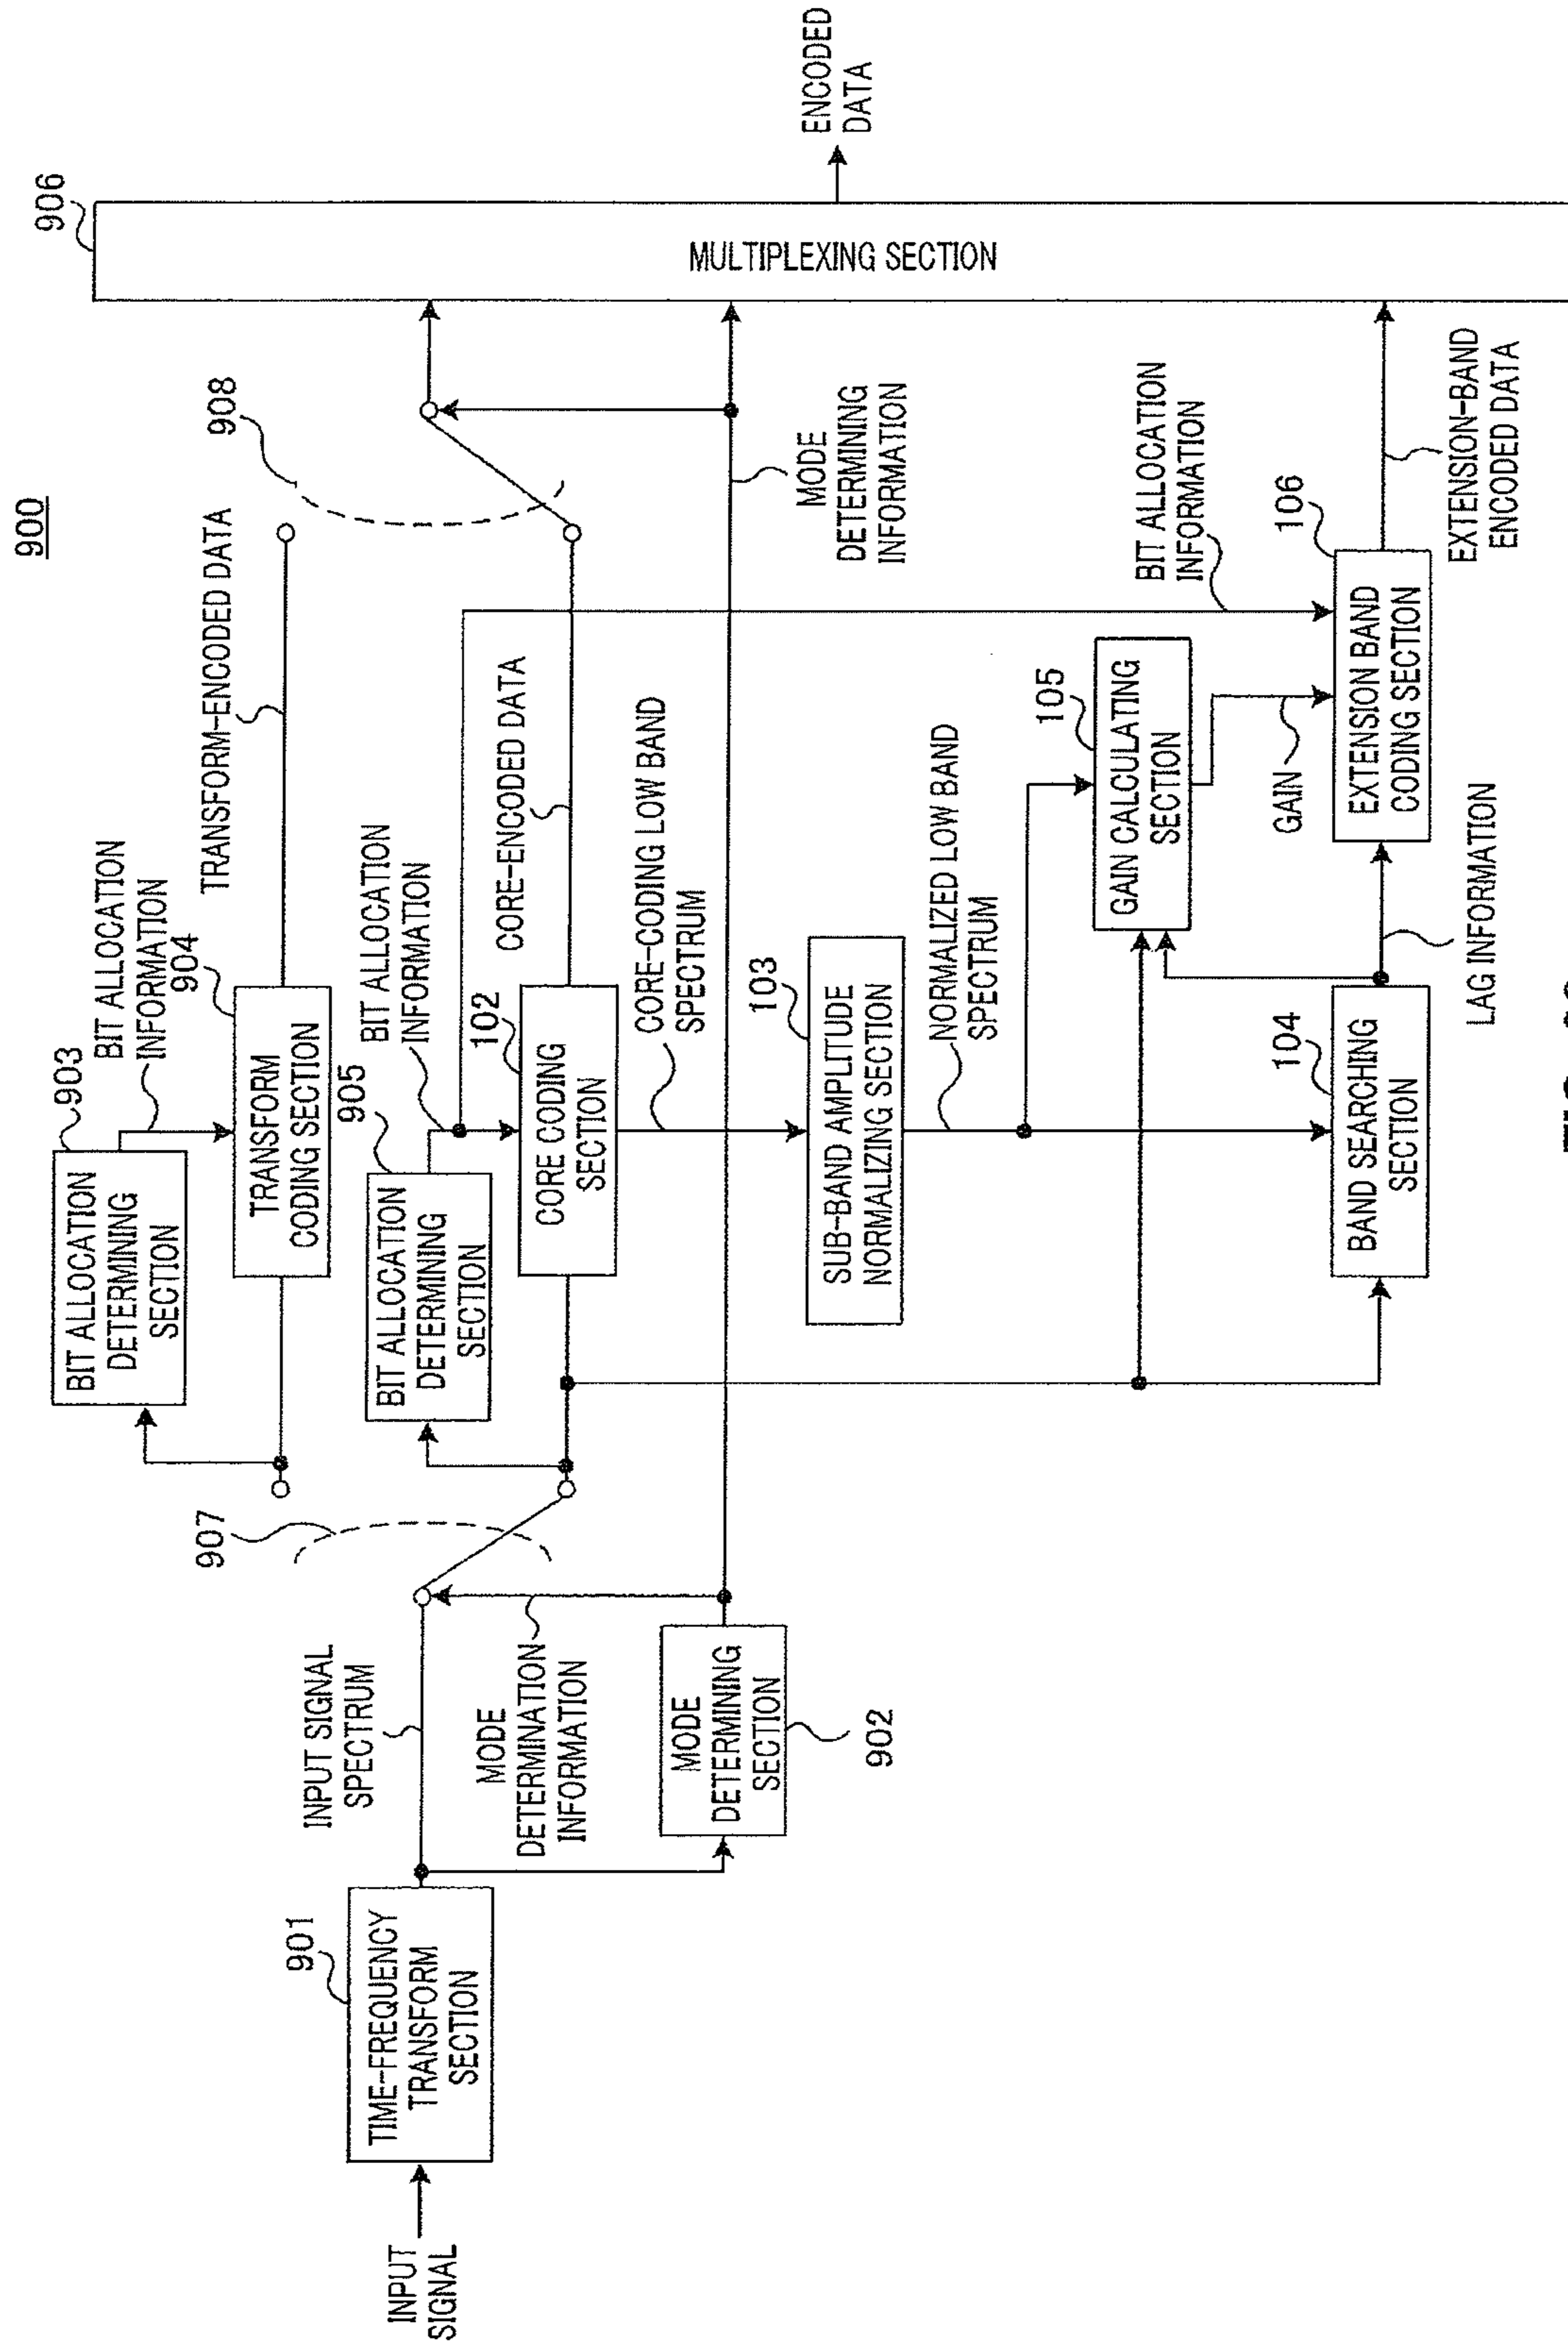 900
INPUT
SIGNAL
901
TIME-FREQUENCY
TRANSFORM
SECTION
INPUT SIGNAL
SPECTRUM
MODE
DETERMINATION
INFORMATION
MODE
DETERMINING
SECTION
902
907
903
BIT ALLOCATION
DETERMINING
SECTION
BIT ALLOCATION
INFORMATION
904
TRANSFORM
CODING SECTION
TRANSFORM-ENCODED DATA
905
BIT ALLOCATION
DETERMINING
SECTION
BIT ALLOCATION
INFORMATION
102
CORE CODING
SECTION
CORE-ENCODED DATA
CORE-CODING LOW BAND
SPECTRUM
103
SUB-BAND AMPLITUDE
NORMALIZING SECTION
NORMALIZED LOW BAND
SPECTRUM
104
BAND SEARCHING
SECTION
LAG INFORMATION
105
GAIN CALCULATING
SECTION
GAIN
106
EXTENSION BAND
CODING SECTION
BIT ALLOCATION
INFORMATION
EXTENSION-BAND
ENCODED DATA
MODE
DETERMINING
INFORMATION
908
906
MULTIPLEXING SECTION
ENCODED
DATA